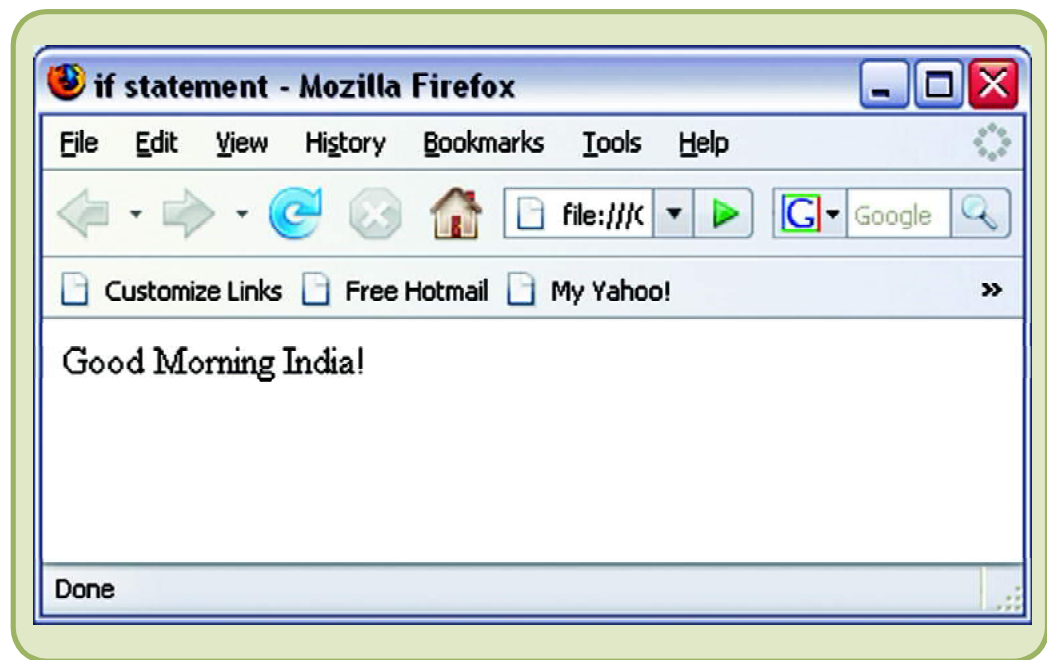 if statement - Mozilla Firefox
File Edit View History Bookmarks Tools Help
file:///C G Google
Customize Links Free Hotmail My Yahoo! »
Good Morning India!
Done